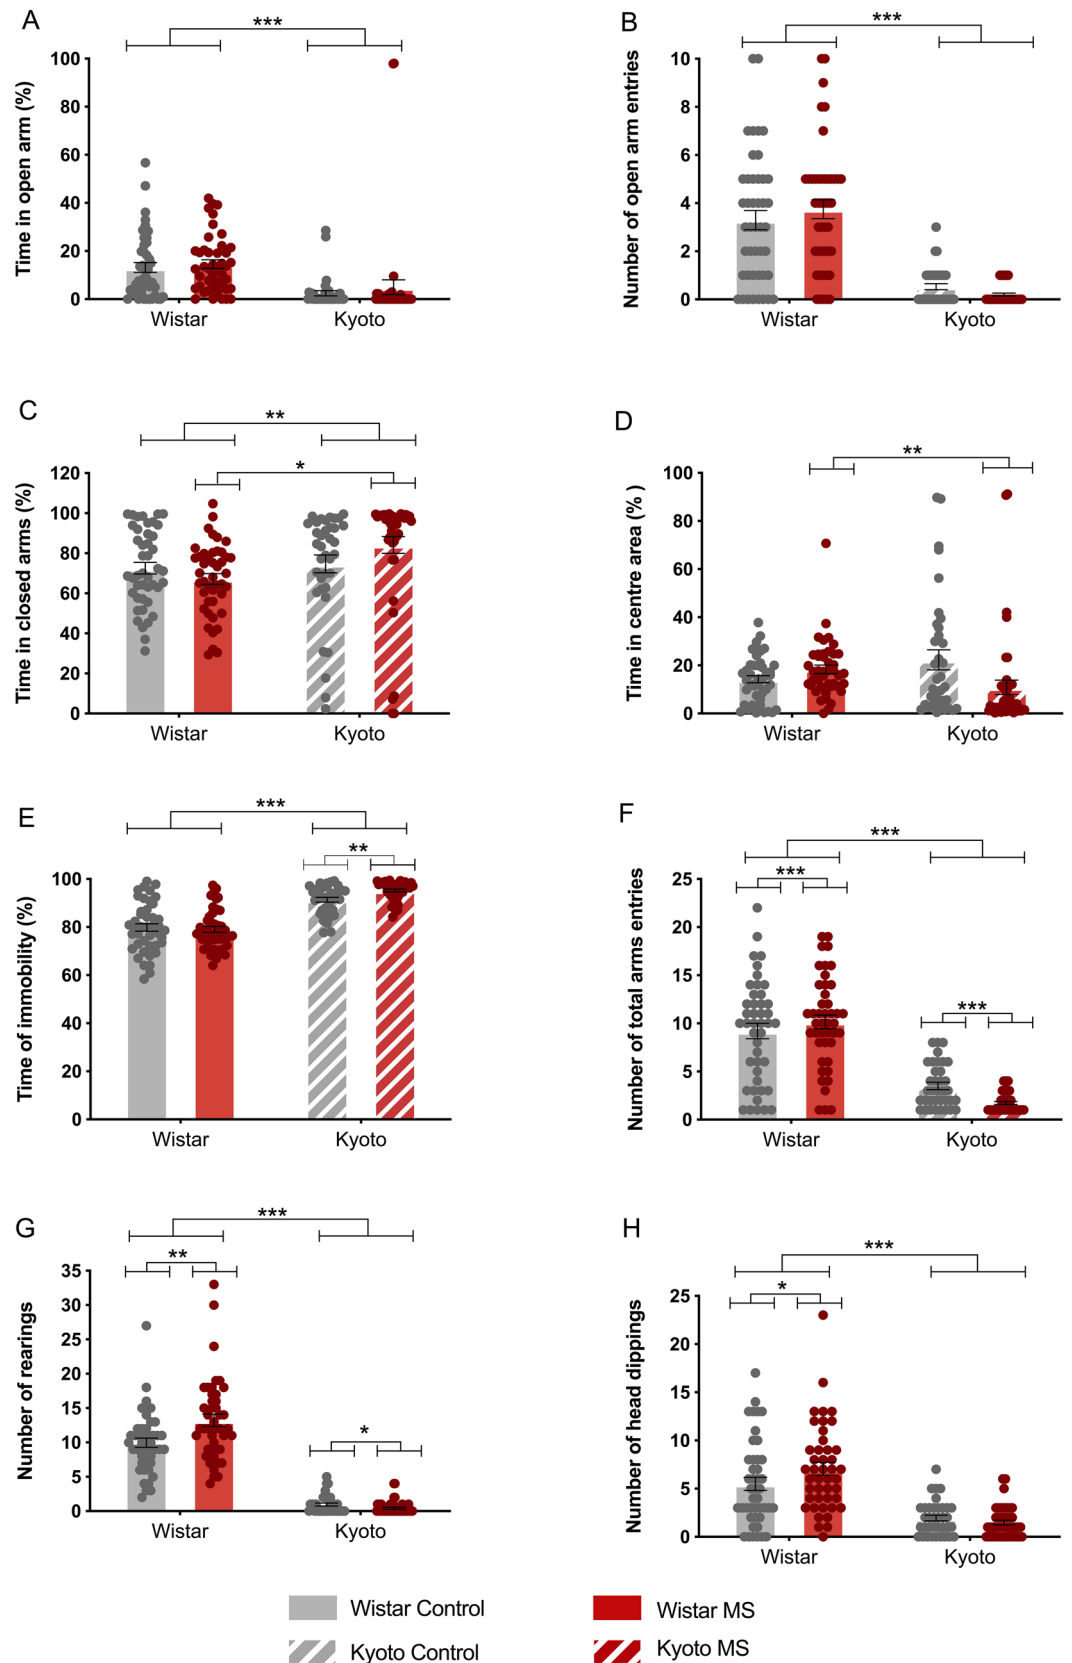 A
***
Time in open arm (%)
100
80
60
40
20
0
Wistar
Kyoto
B
***
Number of open arm entries
10
8
6
4
2
0
Wistar
Kyoto
C
**
*
Time in closed arms (%)
120
100
80
60
40
20
0
Wistar
Kyoto
D
**
Time in centre area (% )
100
80
60
40
20
0
Wistar
Kyoto
E
***
**
Time of immobility (%)
100
80
60
40
20
0
Wistar
Kyoto
F
***
***
***
Number of total arms entries
25
20
15
10
5
0
Wistar
Kyoto
G
***
**
*
Number of rearings
35
30
25
20
15
10
5
0
Wistar
Kyoto
H
***
*
Number of head dippings
25
20
15
10
5
0
Wistar
Kyoto
Wistar Control
Wistar MS
Kyoto Control
Kyoto MS